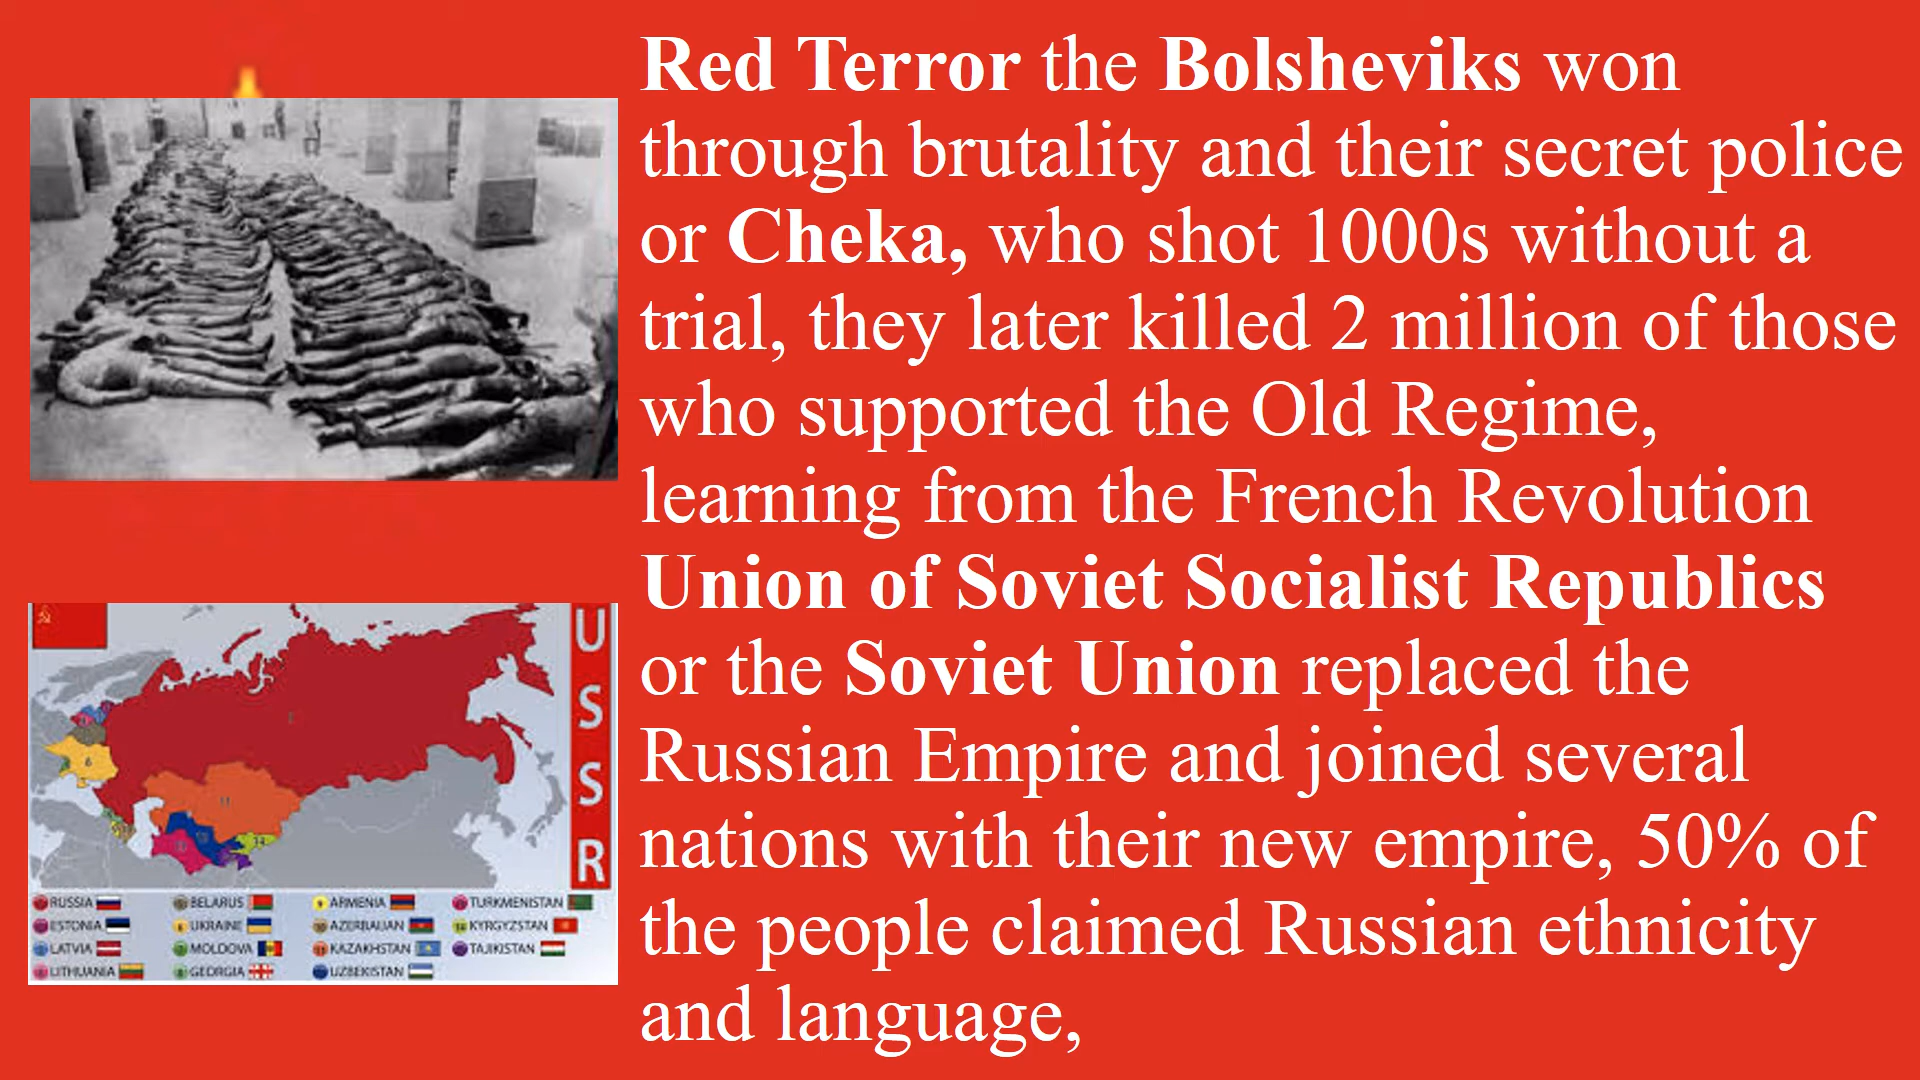 Red Terror the Bolsheviks won
through brutality and their secret police
or Cheka, who shot 1000s without a
trial, they later killed 2 million of those
who supported the Old Regime,
learning from the French Revolution
Union of Soviet Socialist Republics
or the Soviet Union replaced the
Russian Empire and joined several
nations with their new empire, 50% of
the people claimed Russian ethnicity
and language,
U
S
S
R
RUSSIA BELARUS ARMENIA TURKMENISTAN
ESTONIA UKRAINE AZERBAIJAN KYRGYZSTAN
LATVIA MOLDOVA KAZAKHSTAN TAJIKISTAN
LITHUANIA GEORGIA UZBEKISTAN